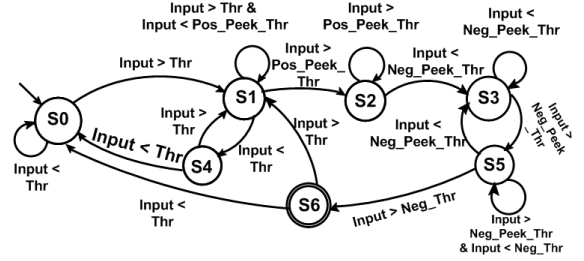 Input > Thr &
Input < Pos_Peek_Thr
Input >
Pos_Peek_Thr
Input <
Neg_Peek_Thr
Input > Thr
Input >
Pos_Peek_
Thr
Input <
Neg_Peek_Thr
S0
S1
S2
S3
Input >
Thr
Input < Thr
Input <
Thr
Input >
Thr
Input <
Neg_Peek_Thr
Input >
Neg_Peek
_Thr
S4
S5
Input <
Thr
S6
Input <
Thr
Input > Neg_Thr
Input >
Neg_Peek_Thr
& Input < Neg_Thr